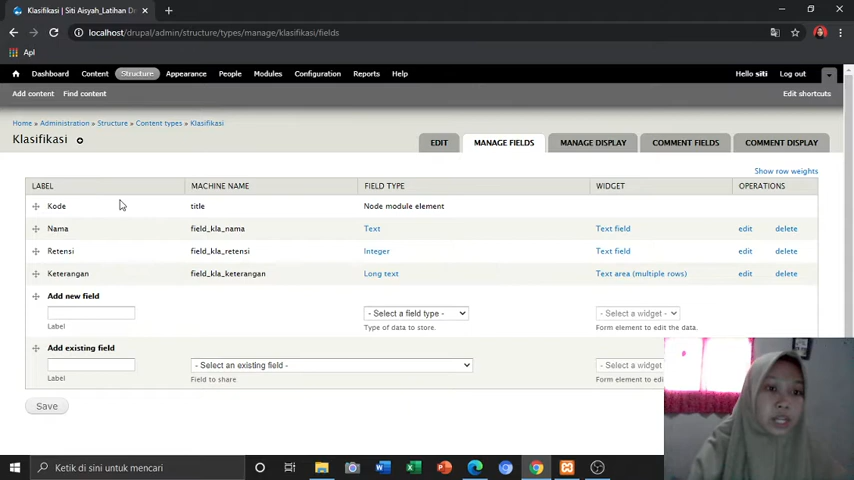 Klasifikasi | Siti Aisyah_Latihan De
localhost/drupal/admin/structure/types/manage/klasifikasi/fields
Apl
Dashboard Content Structure Appearance People Modules Configuration Reports Help Hello siti Log out
Add content Find content Edit shortcuts
Home » Administration » Structure » Content types » Klasifikasi
Klasifikasi
EDIT MANAGE FIELDS MANAGE DISPLAY COMMENT FIELDS COMMENT DISPLAY
Show row weights
LABEL MACHINE NAME FIELD TYPE WIDGET OPERATIONS
Kode title Node module element
Nama field_kla_nama Text Text field edit delete
Retensi field_kla_retensi Integer Text field edit delete
Keterangan field_kla_keterangan Long text Text area (multiple rows) edit delete
Add new field
- Select a field type - - Select a widget -
Label Type of data to store. Form element to edit the data.
Add existing field
- Select an existing field - - Select a widget
Label Field to share Form element to edi
Save
Ketik di sini untuk mencari